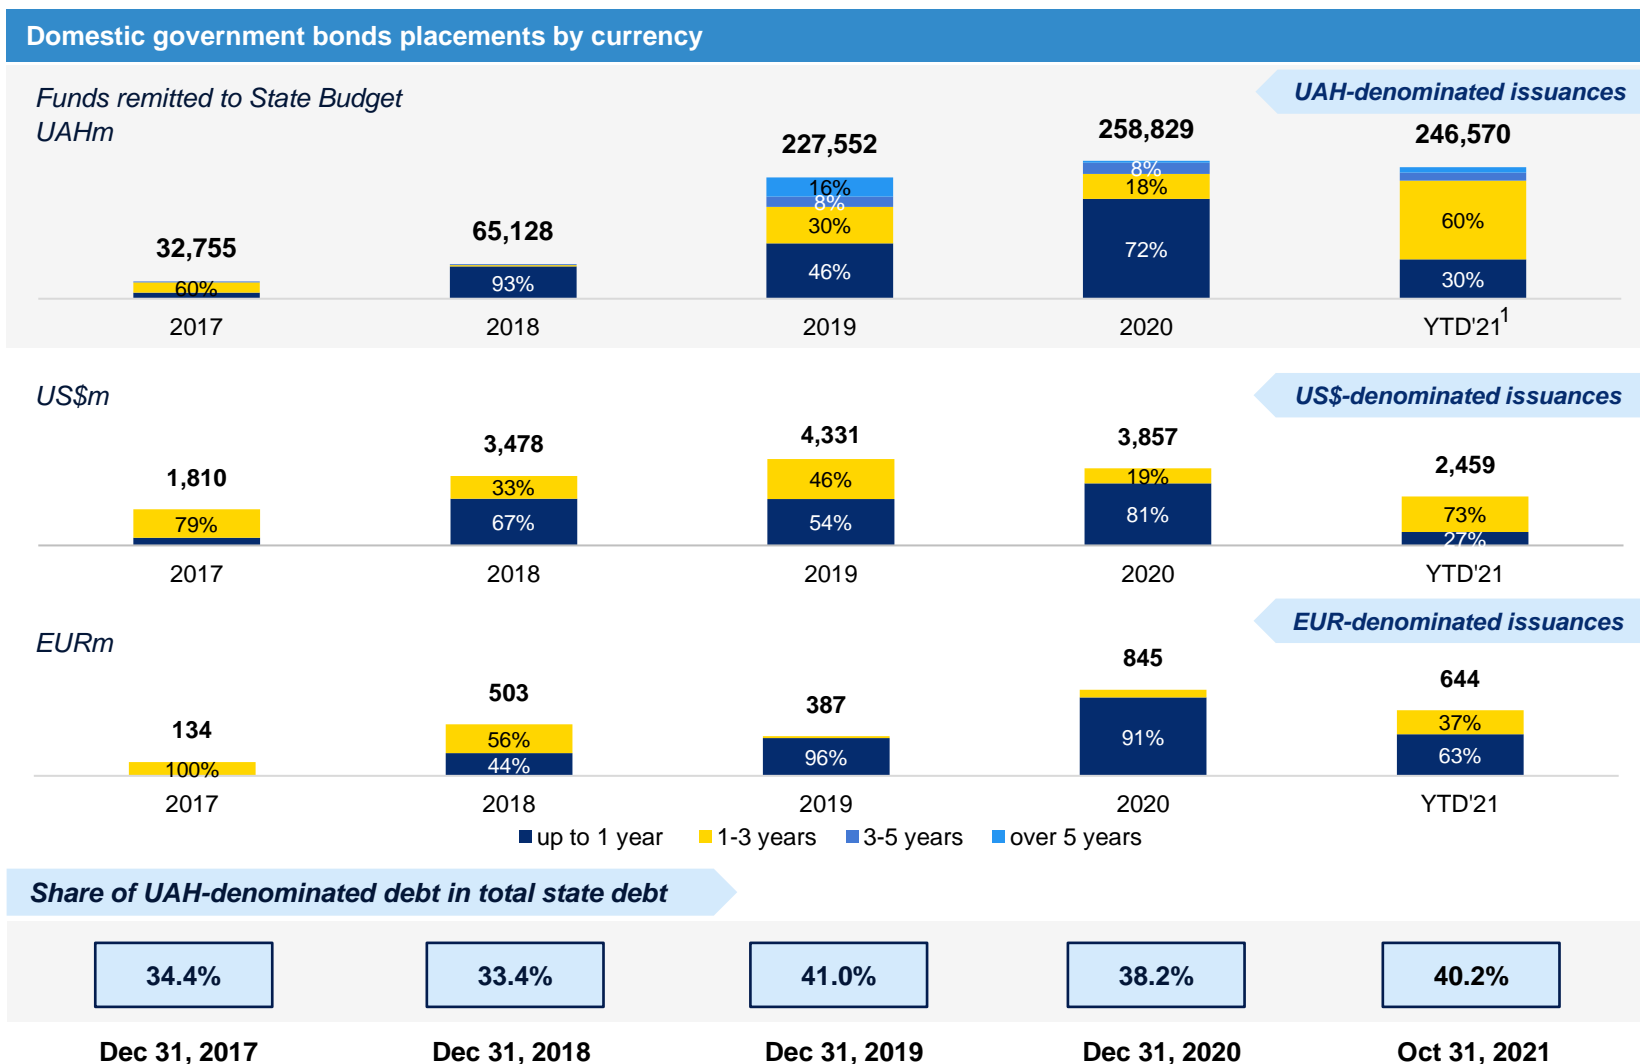 Domestic government bonds placements by currency
Funds remitted to State Budget
UAHm
UAH-denominated issuances
32,755
65,128
227,552
258,829
246,570
60%
93%
16%
8%
30%
46%
8%
18%
72%
60%
30%
2017
2018
2019
2020
YTD'21¹
US$m
US$-denominated issuances
1,810
3,478
4,331
3,857
2,459
79%
33%
67%
46%
54%
19%
81%
73%
27%
2017
2018
2019
2020
YTD'21
EURm
EUR-denominated issuances
134
503
387
845
644
100%
56%
44%
96%
91%
37%
63%
2017
2018
2019
2020
YTD'21
up to 1 year
1-3 years
3-5 years
over 5 years
Share of UAH-denominated debt in total state debt
34.4%
33.4%
41.0%
38.2%
40.2%
Dec 31, 2017
Dec 31, 2018
Dec 31, 2019
Dec 31, 2020
Oct 31, 2021